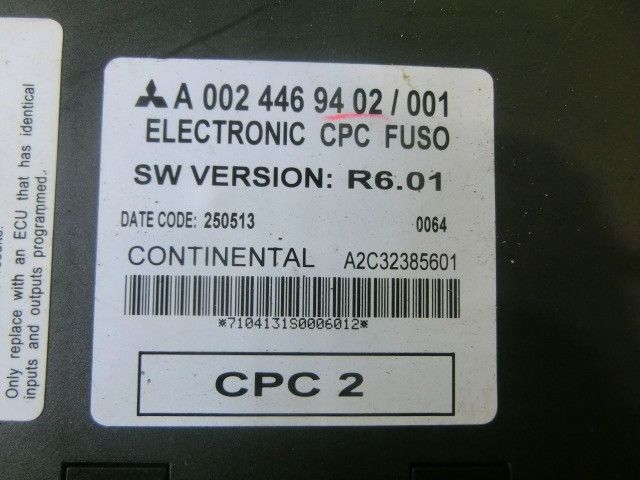 A 002 446 94 02 / 001
ELECTRONIC CPC FUSO
SW VERSION: R6.01
DATE CODE: 250513 0064
CONTINENTAL A2C32385601
*7104131S0006012*
CPC 2
Only replace with an ECU that has identical
inputs and outputs programmed.